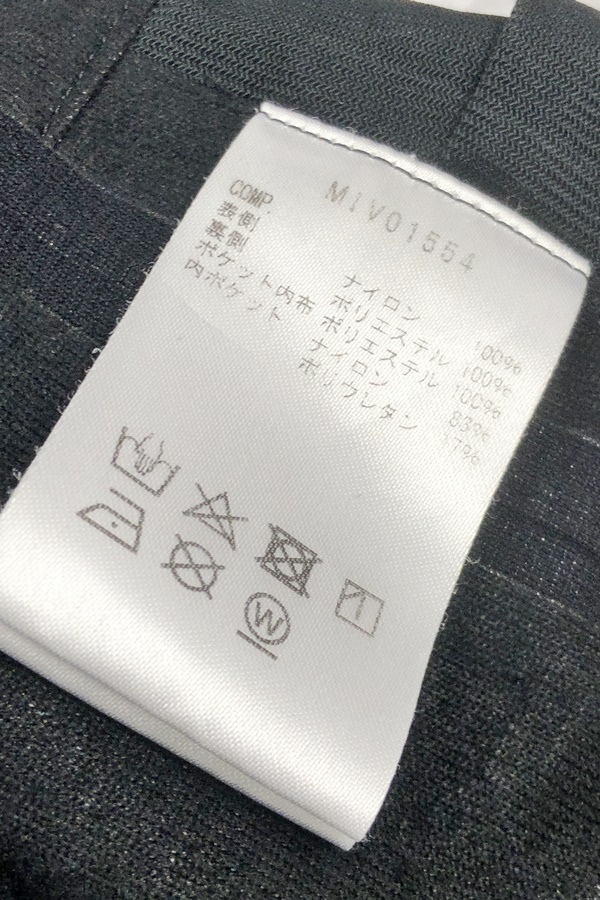 MIV01554
COMP.
表側 ナイロン 100%
裏側 ポリエステル 100%
ポケット内布 ポリエステル 100%
内ポケット ナイロン 83%
ポリウレタン 17%
W